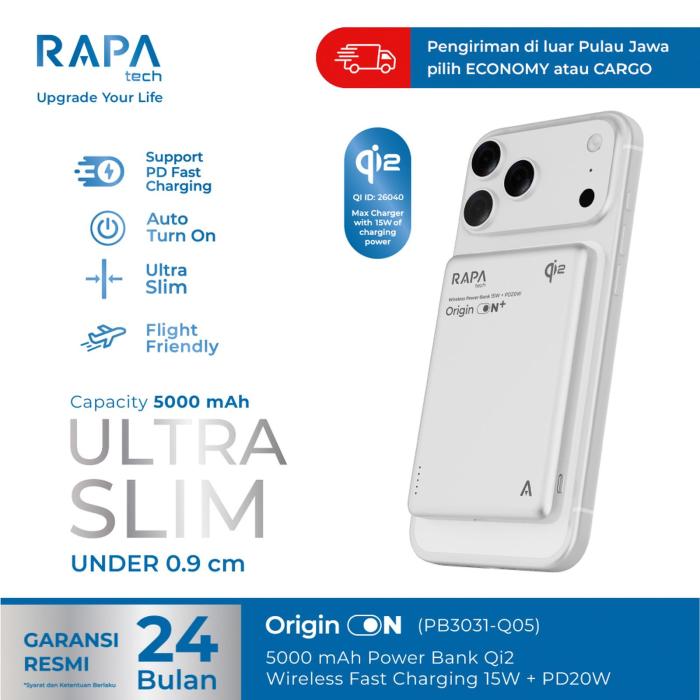 RAPA
tech
Upgrade Your Life
Pengiriman di luar Pulau Jawa
pilih ECONOMY atau CARGO
Support
PD Fast
Charging
Auto
Turn On
Ultra
Slim
Flight
Friendly
Qi2
QI ID: 26040
Max Charger
with 15W of
charging
power
RAPA
tech
Qi2
Wireless Power Bank 15W + PD20W
Origin ON+
Capacity 5000 mAh
ULTRA
SLIM
UNDER 0.9 cm
GARANSI
RESMI
*Syarat dan Ketentuan Berlaku
24
Bulan
Origin ON (PB3031-Q05)
5000 mAh Power Bank Qi2
Wireless Fast Charging 15W + PD20W